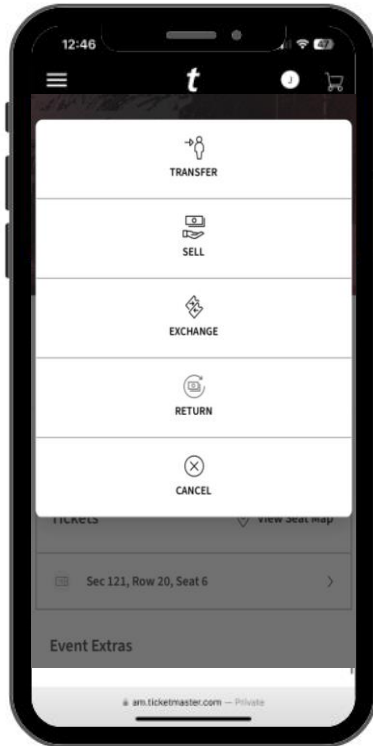 12:46
47
t
J
TRANSFER
SELL
EXCHANGE
RETURN
CANCEL
Tickets
View Seat Map
Sec 121, Row 20, Seat 6
Event Extras
am.ticketmaster.com — Private